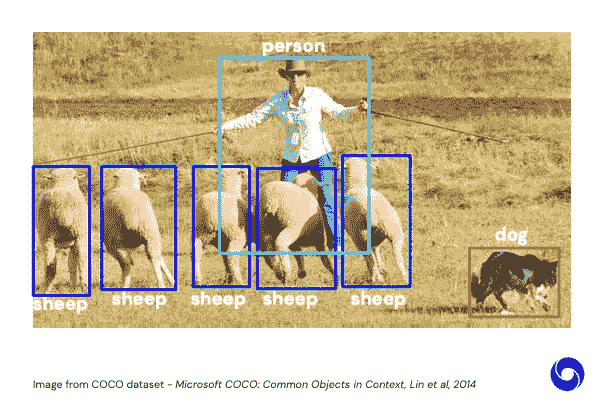 person
dog
sheep
sheep
sheep
sheep
sheep
Image from COCO dataset - Microsoft COCO: Common Objects in Context, Lin et al, 2014